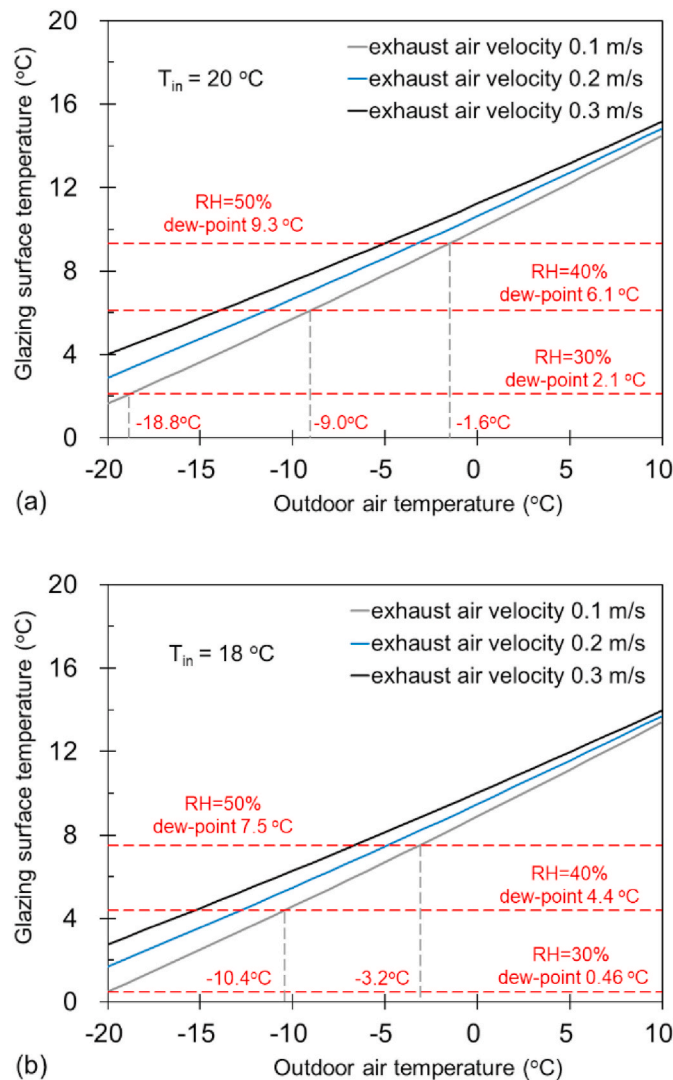 20
16
12
8
4
0
Glazing surface temperature (°C)
T_in = 20 °C
exhaust air velocity 0.1 m/s
exhaust air velocity 0.2 m/s
exhaust air velocity 0.3 m/s
RH=50%
dew-point 9.3 °C
RH=40%
dew-point 6.1 °C
RH=30%
dew-point 2.1 °C
-18.8°C
-9.0°C
-1.6°C
-20 -15 -10 -5 0 5 10
(a)
Outdoor air temperature (°C)
20
16
12
8
4
0
Glazing surface temperature (°C)
T_in = 18 °C
exhaust air velocity 0.1 m/s
exhaust air velocity 0.2 m/s
exhaust air velocity 0.3 m/s
RH=50%
dew-point 7.5 °C
RH=40%
dew-point 4.4 °C
RH=30%
dew-point 0.46 °C
-10.4°C
-3.2°C
-20 -15 -10 -5 0 5 10
(b)
Outdoor air temperature (°C)